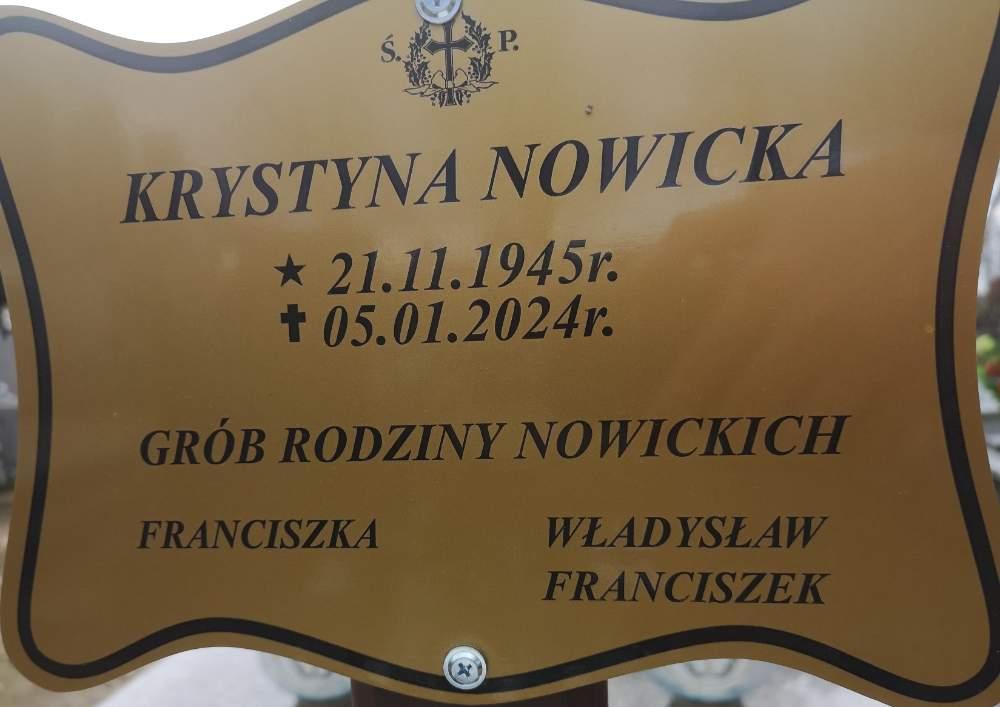 Ś. P.
KRYSTYNA NOWICKA
★ 21.11.1945r.
✝ 05.01.2024r.
GRÓB RODZINY NOWICKICH
FRANCISZKA WŁADYSŁAW
FRANCISZEK